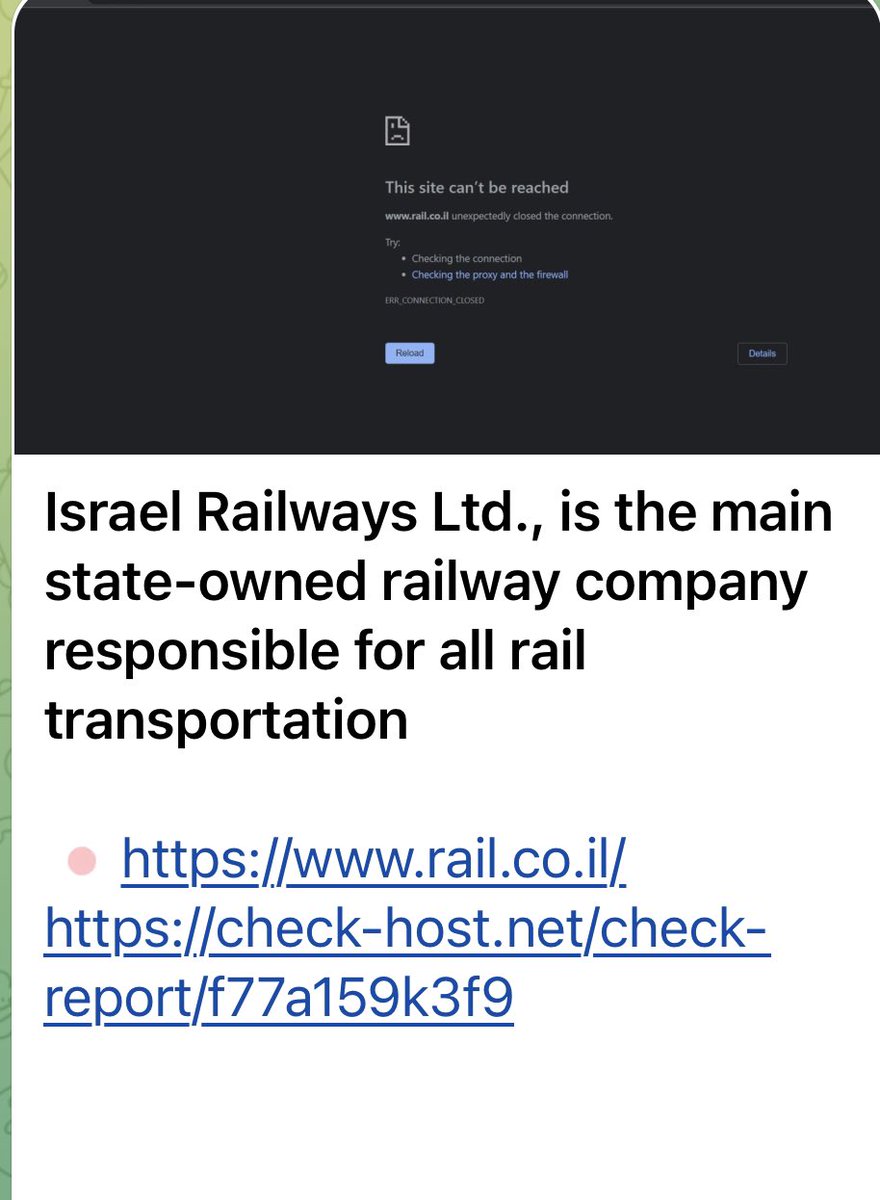 This site can’t be reached
www.rail.co.il unexpectedly closed the connection.
Try:
• Checking the connection
• Checking the proxy and the firewall
ERR_CONNECTION_CLOSED
Reload
Details
Israel Railways Ltd., is the main
state-owned railway company
responsible for all rail
transportation
https://www.rail.co.il/
https://check-host.net/check-
report/f77a159k3f9